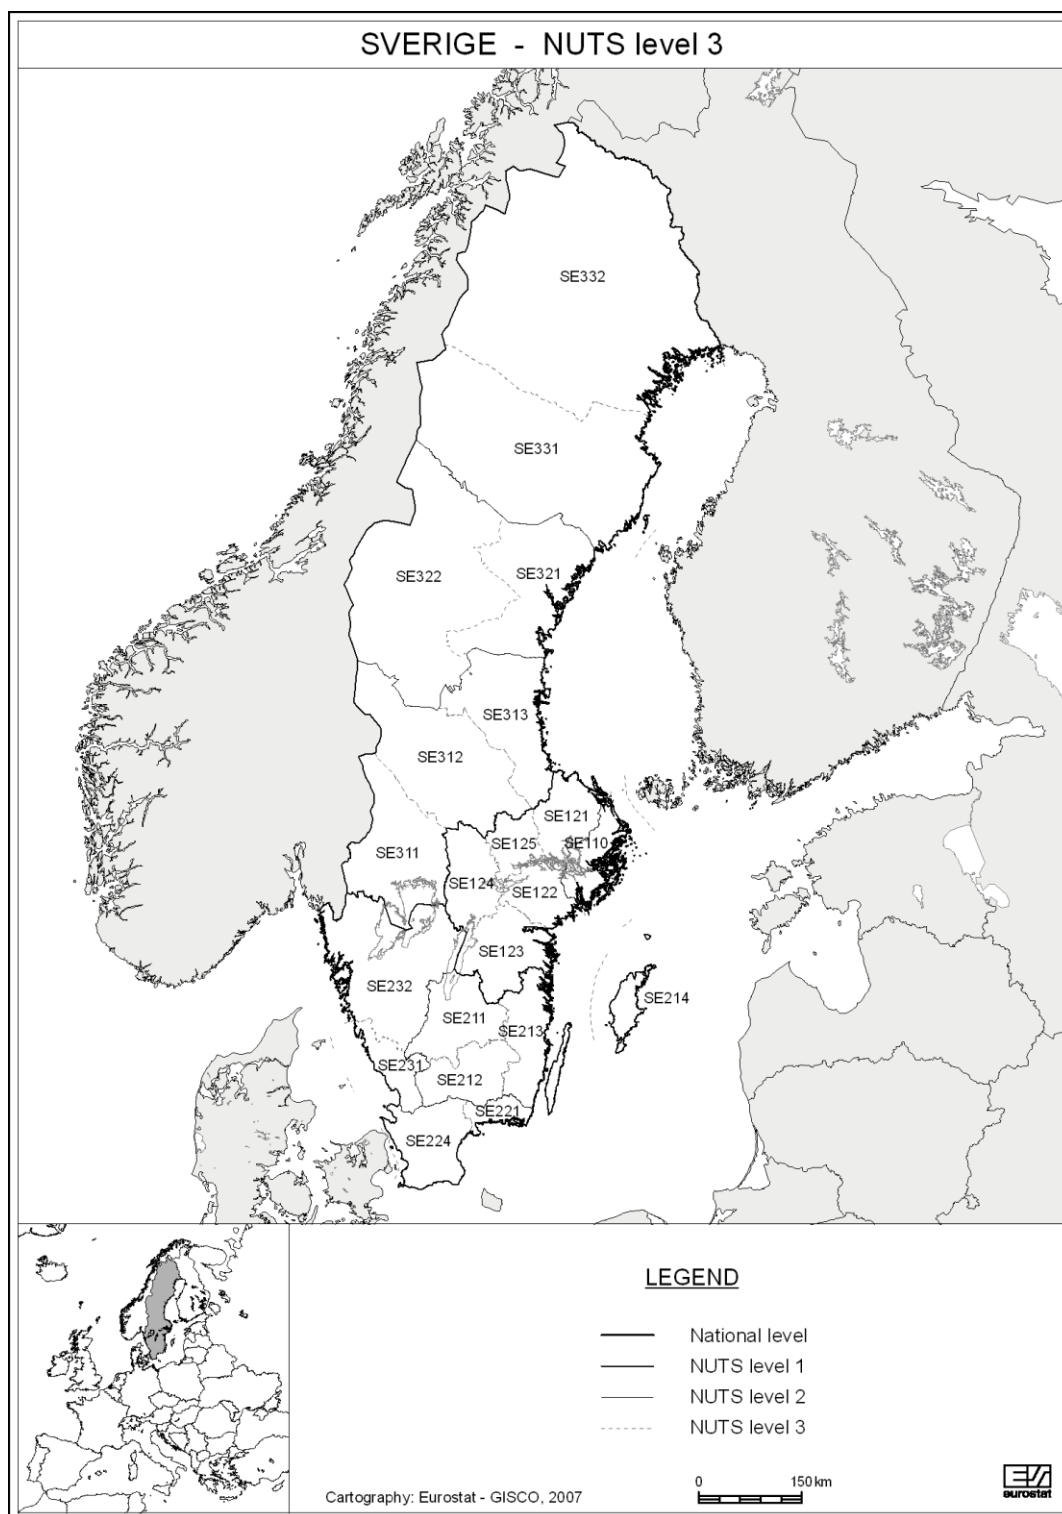 SVERIGE - NUTS level 3
SE332
SE331
SE322
SE321
SE313
SE312
SE121
SE125
SE110
SE311
SE124
SE122
SE123
SE232
SE214
SE211
SE213
SE231
SE212
SE221
SE224
LEGEND
National level
NUTS level 1
NUTS level 2
NUTS level 3
0 150 km
Cartography: Eurostat - GISCO, 2007
eurostat